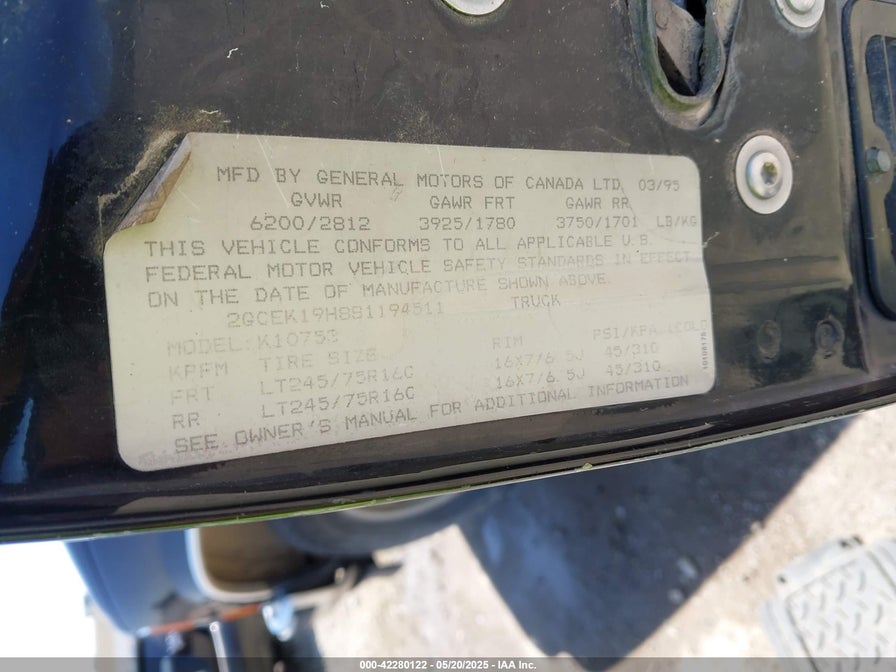 MFD BY GENERAL MOTORS OF CANADA LTD. 03/95
GVWR GAWR FRT GAWR RR
6200/2812 3925/1780 3750/1701 LB/KG
THIS VEHICLE CONFORMS TO ALL APPLICABLE U.S.
FEDERAL MOTOR VEHICLE SAFETY STANDARDS IN EFFECT
ON THE DATE OF MANUFACTURE SHOWN ABOVE.
2GCEK19H8S1194511 TRUCK
MODEL:K10753
KPFM TIRE SIZE RIM PSI/KPA (COLD
FRT LT245/75R16C 16X7/6.5J 45/310
RR LT245/75R16C 16X7/6.5J 45/310
SEE OWNER'S MANUAL FOR ADDITIONAL INFORMATION
000-42280122 - 05/20/2025 - IAA Inc.